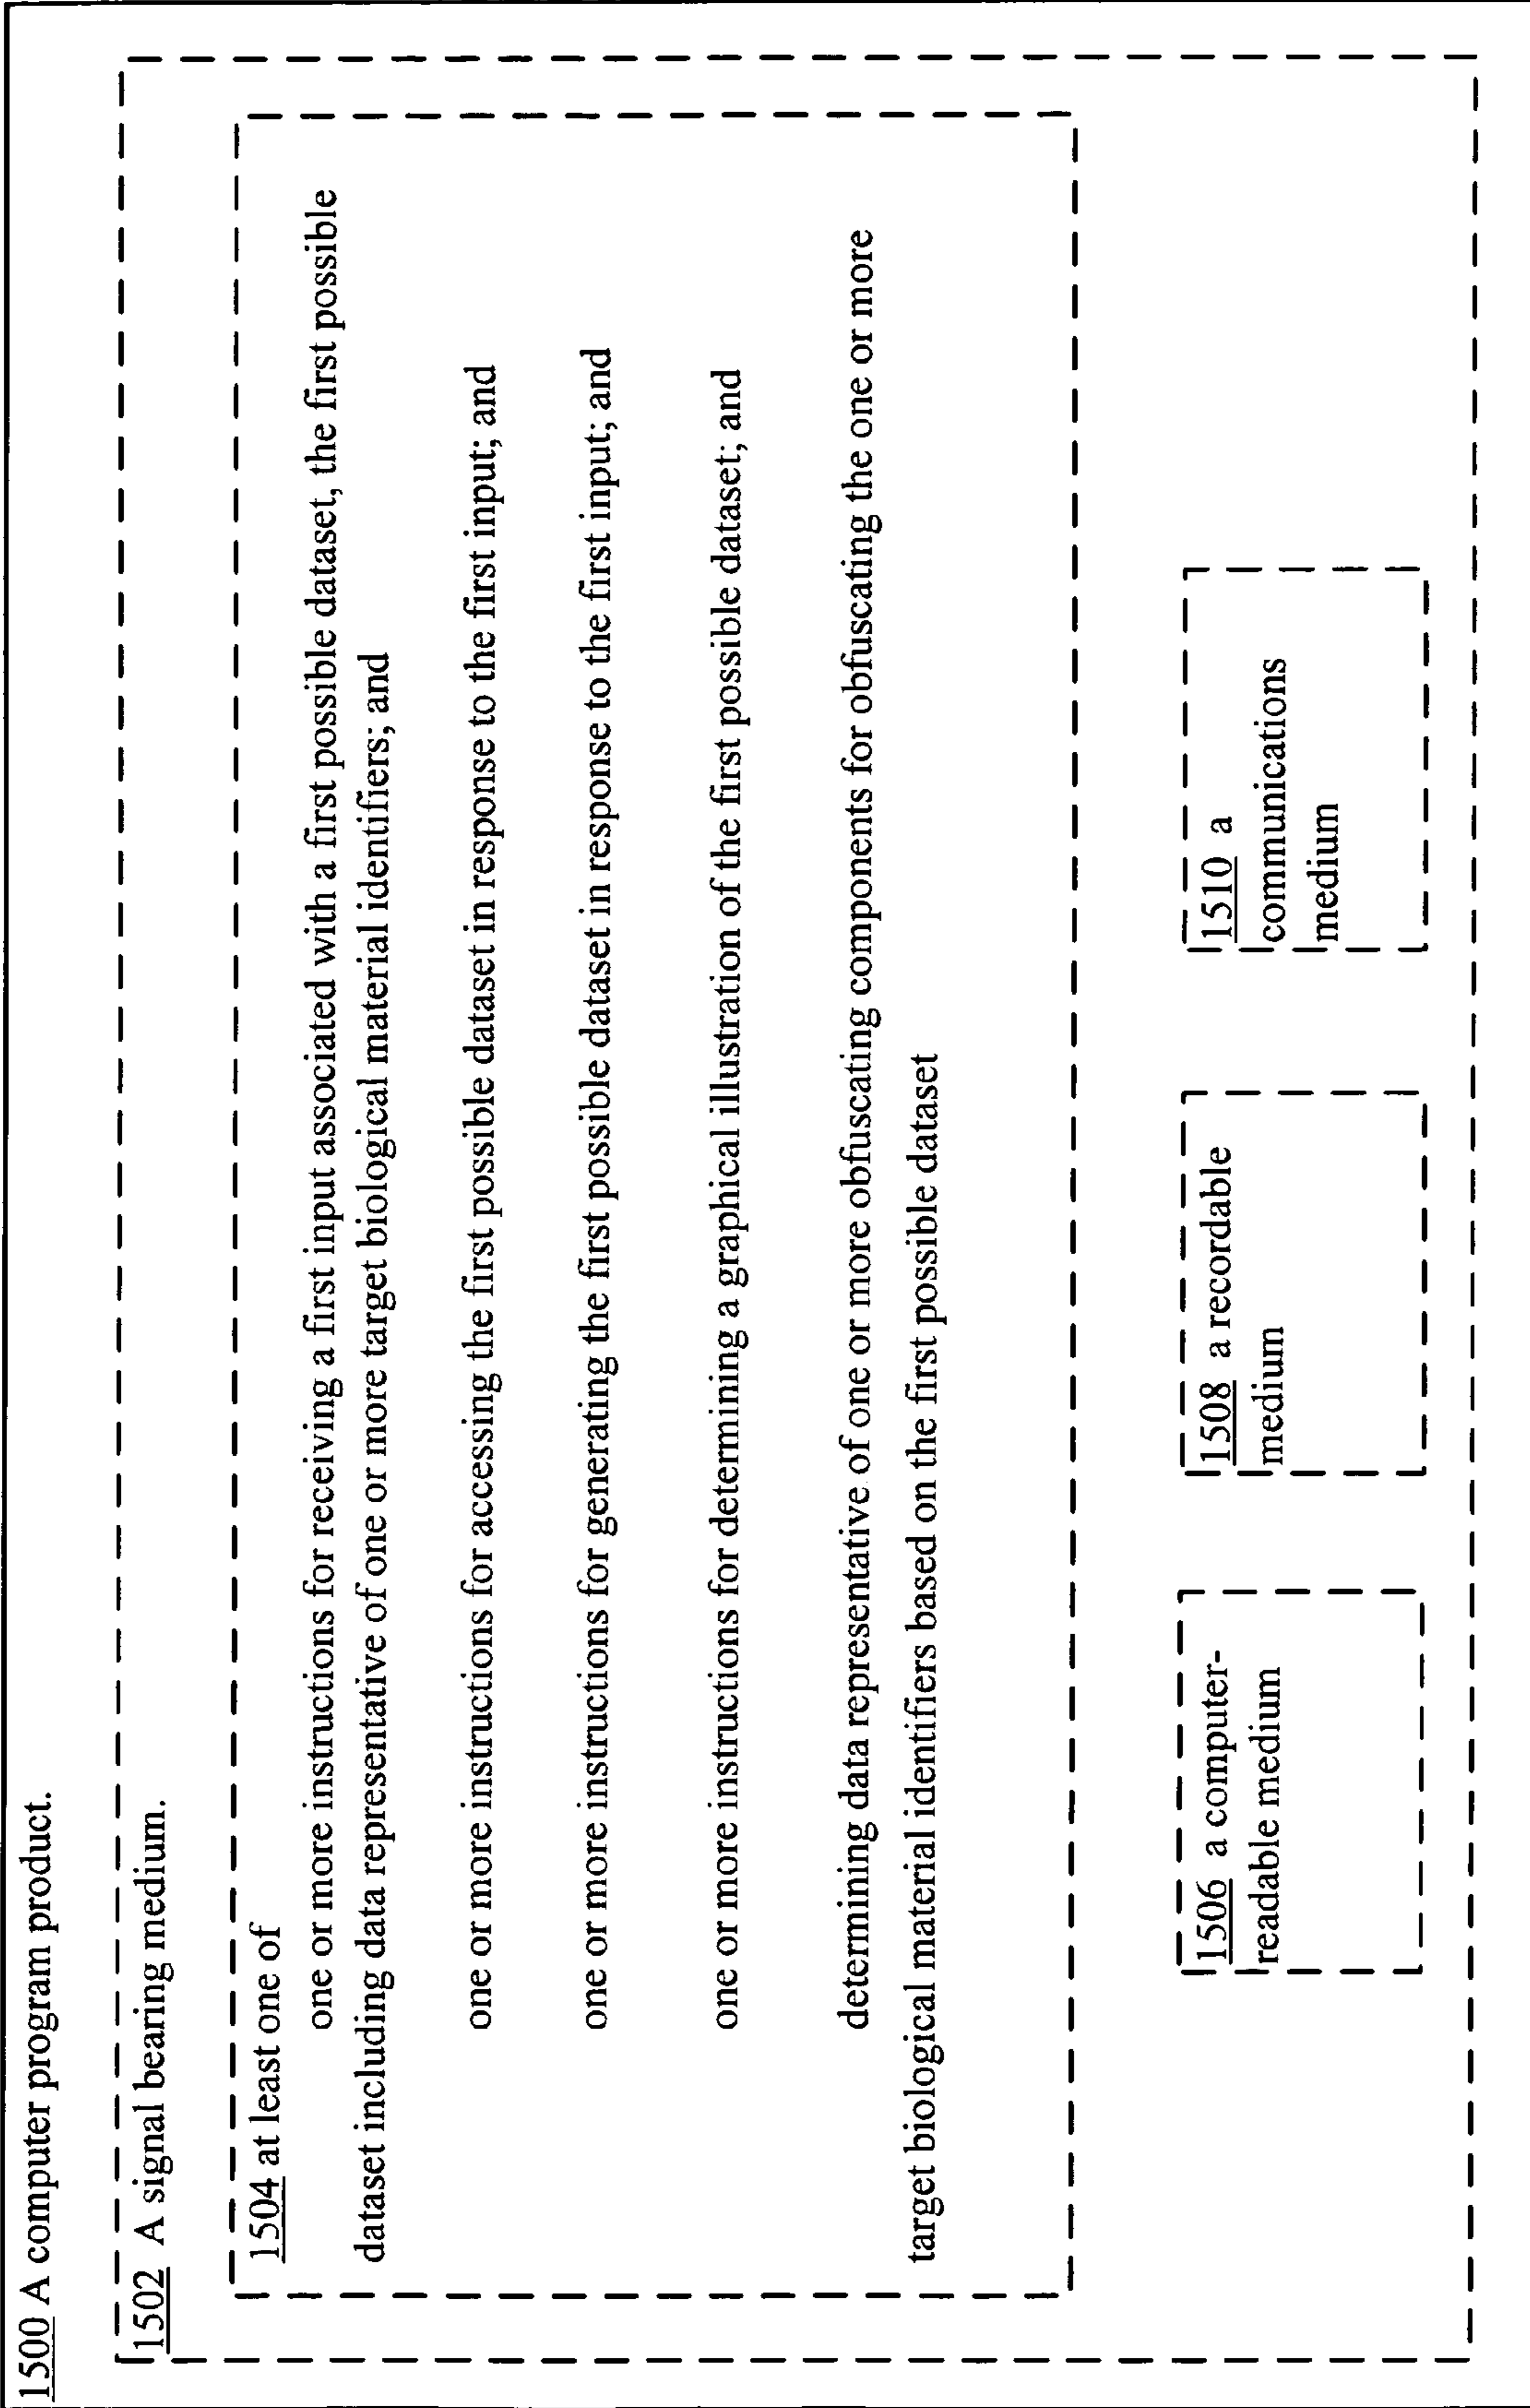 1500 A computer program product.
1502 A signal bearing medium.
1504 at least one of
one or more instructions for receiving a first input associated with a first possible dataset, the first possible
dataset including data representative of one or more target biological material identifiers; and
one or more instructions for accessing the first possible dataset in response to the first input; and
one or more instructions for generating the first possible dataset in response to the first input; and
one or more instructions for determining a graphical illustration of the first possible dataset; and
determining data representative of one or more obfuscating components for obfuscating the one or more
target biological material identifiers based on the first possible dataset
1506 a computer-
readable medium
1508 a recordable
medium
1510 a
communications
medium